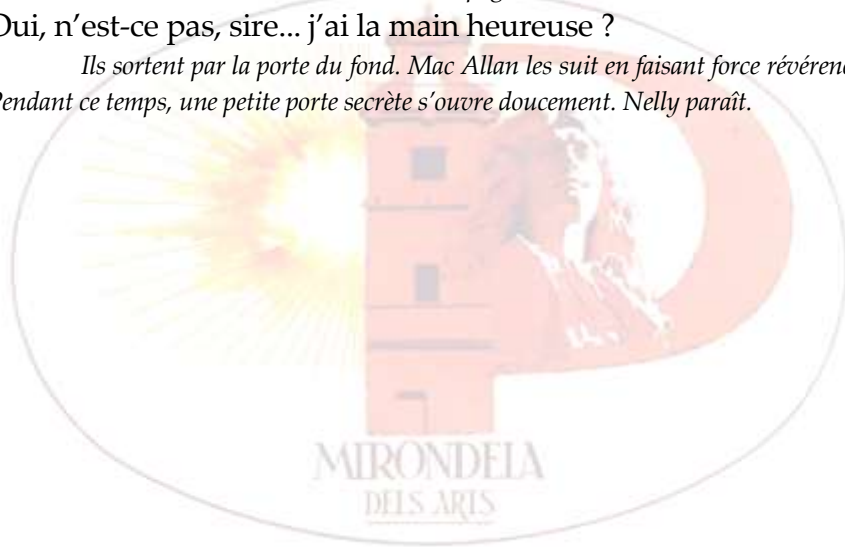 Oui, n’est-ce pas, sire... j’ai la main heureuse ?
Ils sortent par la porte du fond. Mac Allan les suit en faisant force
Pendant ce temps, une petite porte secrète s’ouvre doucement. Nelly paraît.
MIRONDELA
DELS ARTS